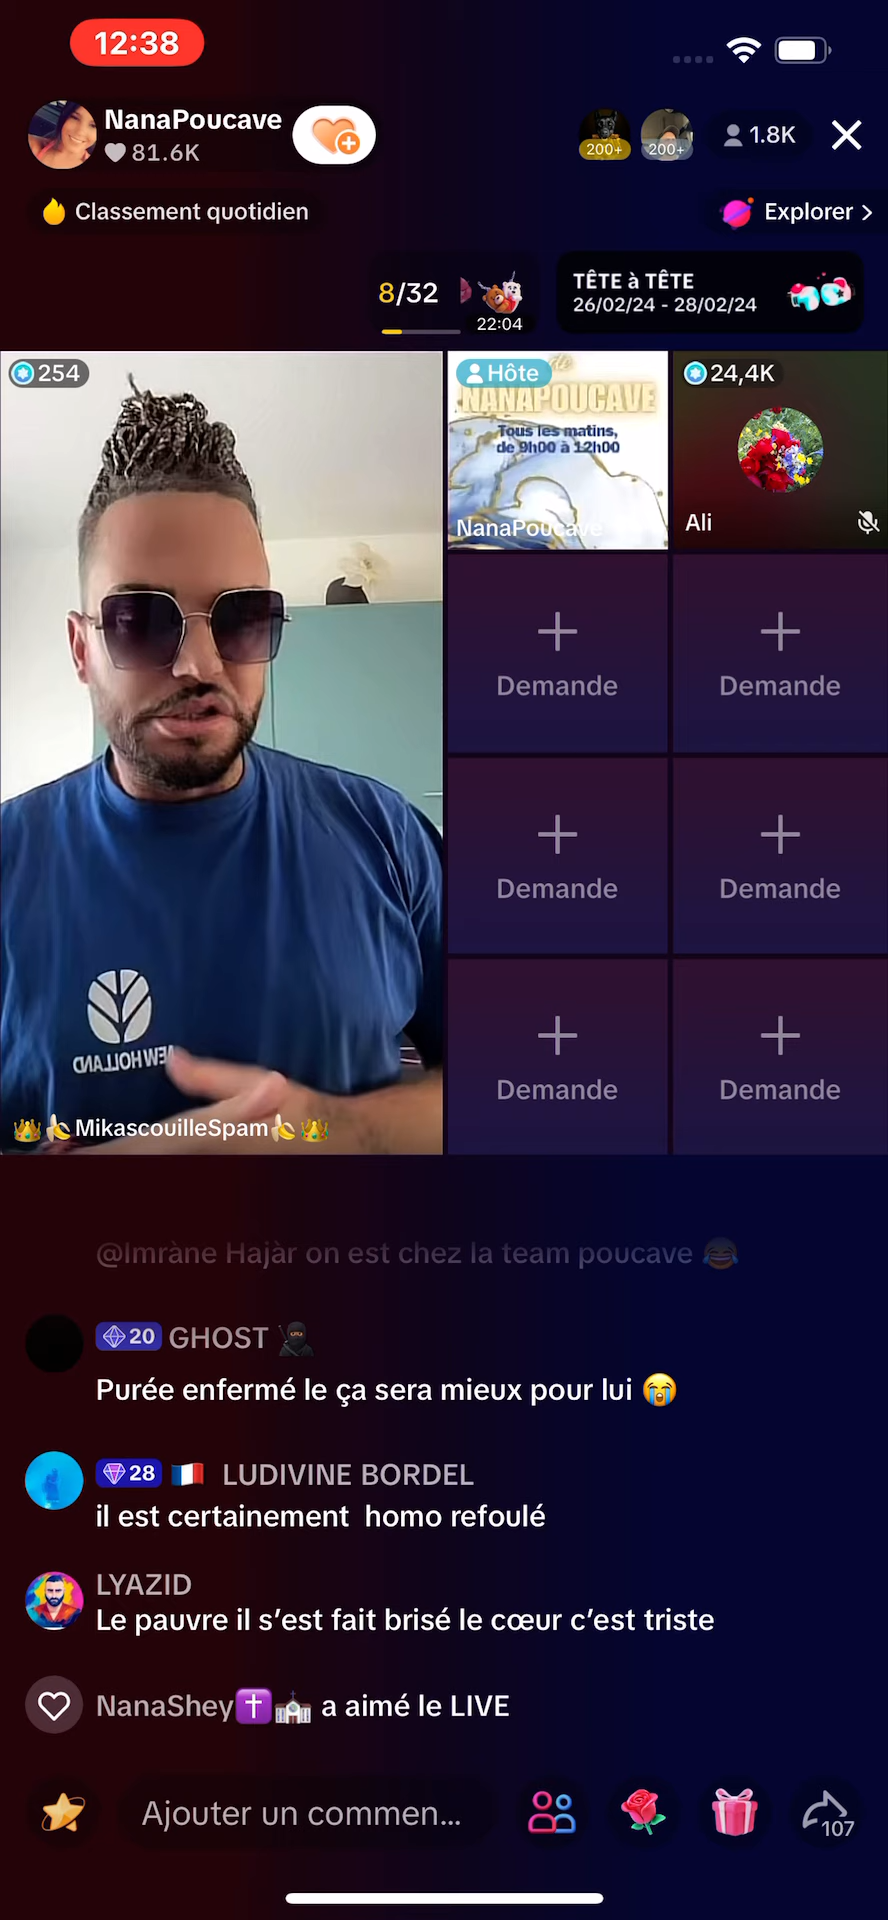 12:38
NanaPoucave
81.6K
200+
200+
1.8K
Classement quotidien
Explorer
8/32
22:04
TÊTE à TÊTE
26/02/24 - 28/02/24
254
Hôte
de
NANAPOUCAVE
Tous les matins,
de 9h00 à 12h00
NanaPoucave
24,4K
Ali
Demande
Demande
Demande
Demande
Demande
Demande
NEW HOLLAND
👑🍌MikascouilleSpam🍌👑
@Imràne Hajàr on est chez la team poucave 😂
20 GHOST 🥷🏿
Purée enfermé le ça sera mieux pour lui 😭
28 🇫🇷 LUDIVINE BORDEL
il est certainement  homo refoulé
LYAZID
Le pauvre il s’est fait brisé le cœur c’est triste
NanaShey✝️💒 a aimé le LIVE
Ajouter un commen...
107